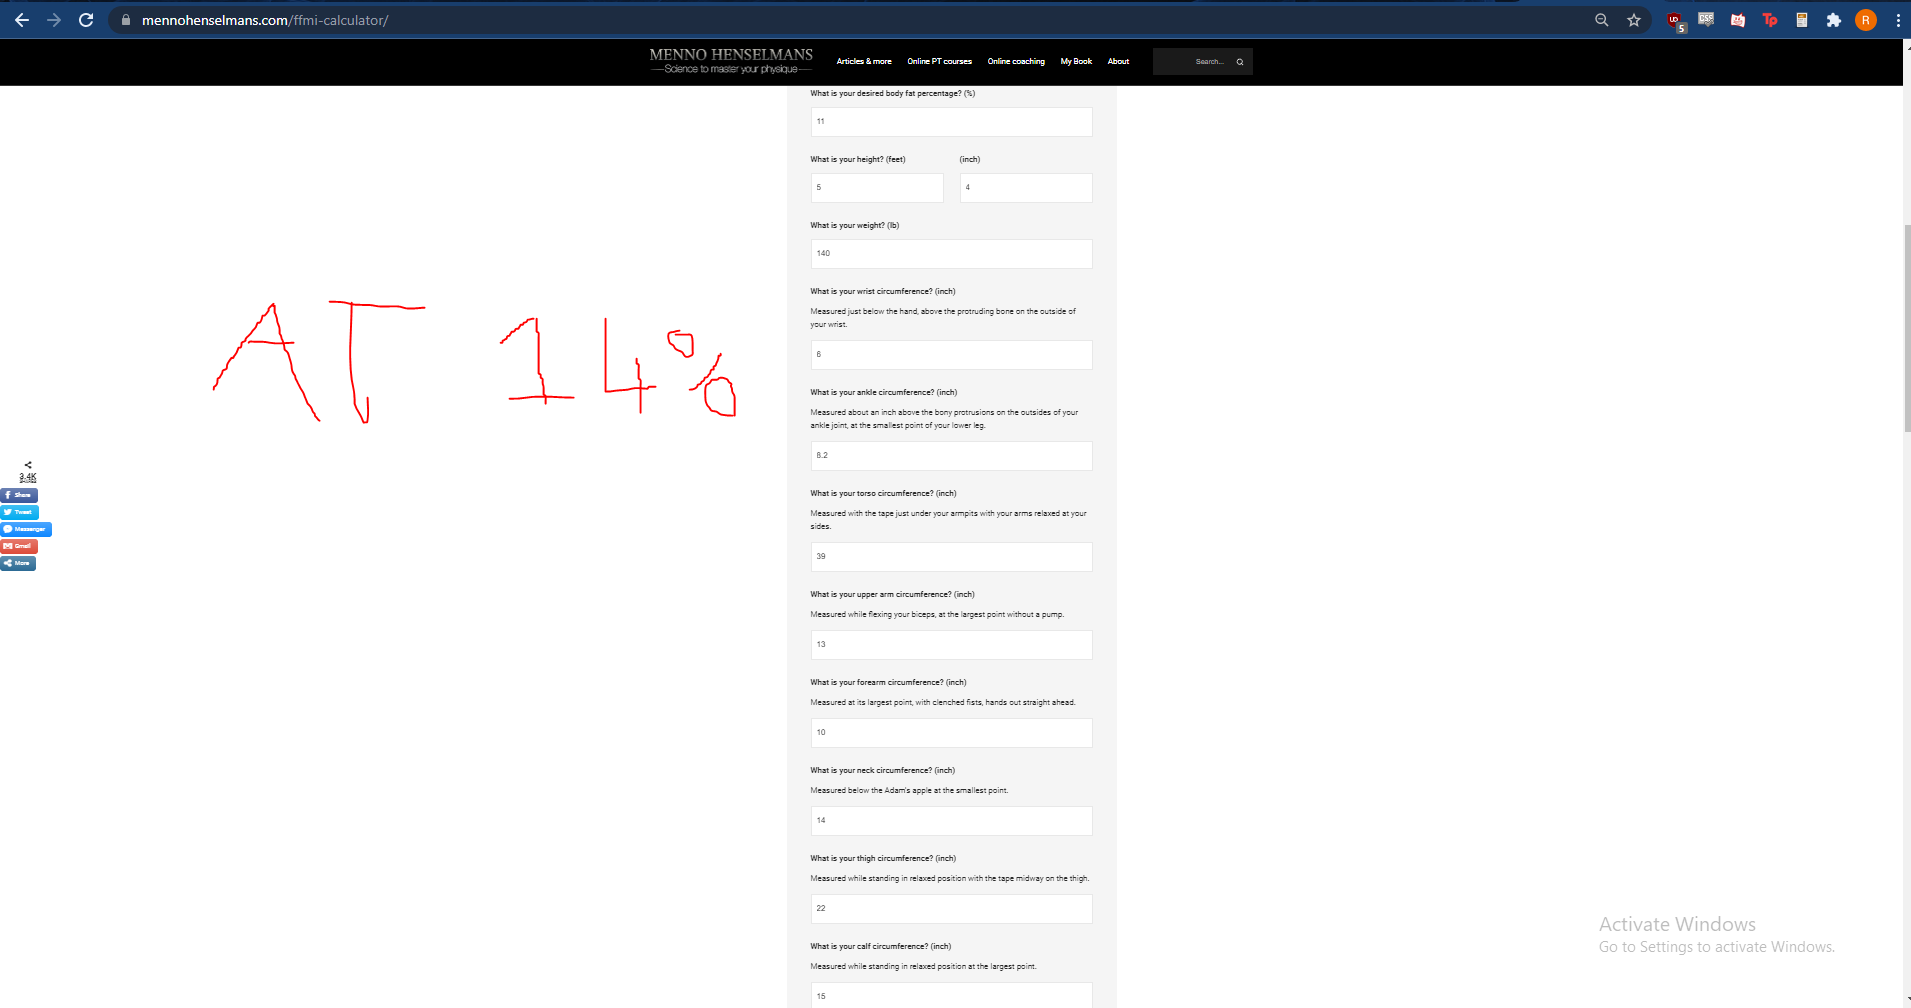 mennohenselmans.com/ffmi-calculator/
UD
5
CSP
Tp
R
MENNO HENSELMANS
Science to master your physique
Articles & more
Online PT courses
Online coaching
My Book
About
Search...
What is your desired body fat percentage? (%)
11
What is your height? (feet)
(inch)
5
4
What is your weight? (lb)
140
AT 14%
What is your wrist circumference? (inch)
Measured just below the hand, above the protruding bone on the outside of
your wrist.
6
What is your ankle circumference? (inch)
Measured about an inch above the bony protrusions on the outsides of your
ankle joint, at the smallest point of your lower leg.
8.2
3.4K
Share
Tweet
Messenger
Gmail
More
What is your torso circumference? (inch)
Measured with the tape just under your armpits with your arms relaxed at your
sides.
39
What is your upper arm circumference? (inch)
Measured while flexing your biceps, at the largest point without a pump.
13
What is your forearm circumference? (inch)
Measured at its largest point, with clenched fists, hands out straight ahead.
10
What is your neck circumference? (inch)
Measured below the Adam's apple at the smallest point.
14
What is your thigh circumference? (inch)
Measured while standing in relaxed position with the tape midway on the thigh.
22
What is your calf circumference? (inch)
Measured while standing in relaxed position at the largest point.
15
Activate Windows
Go to Settings to activate Windows.